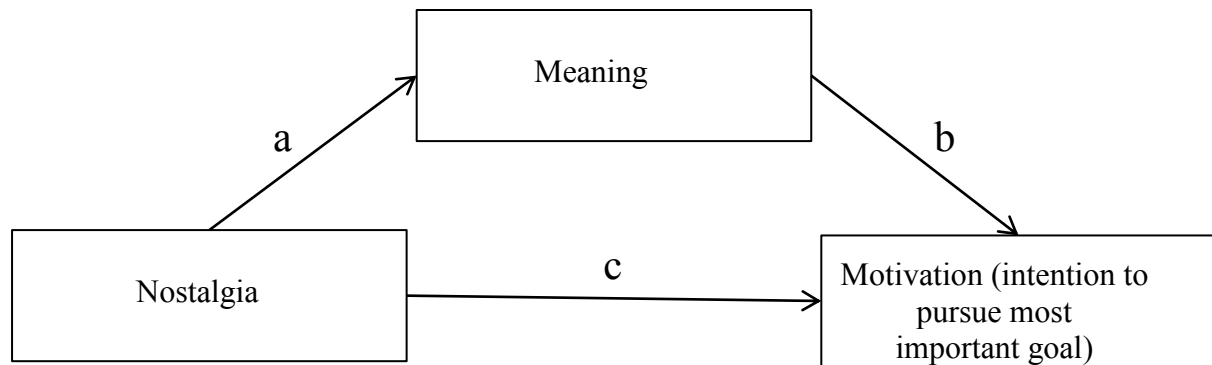 Meaning
a
b
Nostalgia
c
Motivation (intention to
pursue most
important goal)